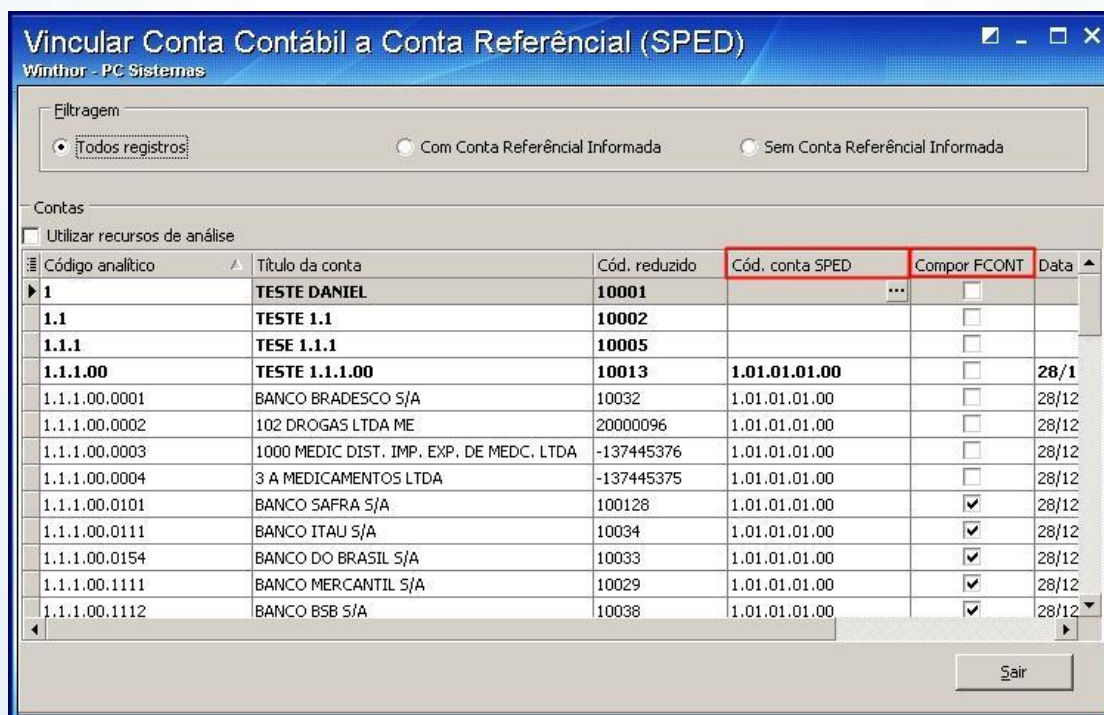 Vincular Conta Contábil a Conta Referêncial (SPED)
Winthor - PC Sistemas
Filtragem
Todos registros Com Conta Referêncial Informada Sem Conta Referêncial Informada
Contas
Utilizar recursos de análise
Código analítico Título da conta Cód. reduzido Cód. conta SPED Compor FCONT Data
1 TESTE DANIEL 10001 ...
1.1 TESTE 1.1 10002
1.1.1 TESE 1.1.1 10005
1.1.1.00 TESTE 1.1.1.00 10013 1.01.01.01.00 28/1
1.1.1.00.0001 BANCO BRADESCO S/A 10032 1.01.01.01.00 28/12
1.1.1.00.0002 102 DROGAS LTDA ME 20000096 1.01.01.01.00 28/12
1.1.1.00.0003 1000 MEDIC DIST. IMP. EXP. DE MEDC. LTDA -137445376 1.01.01.01.00 28/12
1.1.1.00.0004 3 A MEDICAMENTOS LTDA -137445375 1.01.01.01.00 28/12
1.1.1.00.0101 BANCO SAFRA S/A 100128 1.01.01.01.00 28/12
1.1.1.00.0111 BANCO ITAU S/A 10034 1.01.01.01.00 28/12
1.1.1.00.0154 BANCO DO BRASIL S/A 10033 1.01.01.01.00 28/12
1.1.1.00.1111 BANCO MERCANTIL S/A 10029 1.01.01.01.00 28/12
1.1.1.00.1112 BANCO BSB S/A 10038 1.01.01.01.00 28/12
Sair